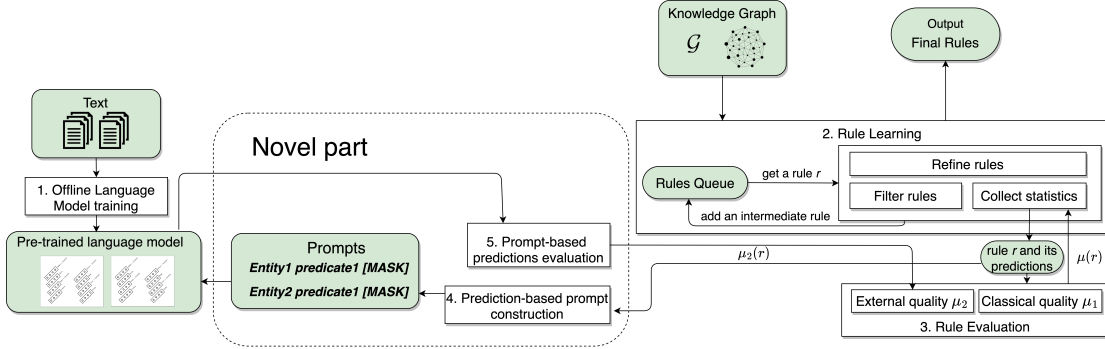 Knowledge Graph
𝒢
Output
Final Rules
Text
1. Offline Language
Model training
Pre-trained language model
Novel part
Prompts
Entity1 predicate1 [MASK]
Entity2 predicate1 [MASK]
5. Prompt-based
predictions evaluation
4. Prediction-based prompt
construction
2. Rule Learning
Rules Queue
get a rule r
add an intermediate rule
Refine rules
Filter rules
Collect statistics
rule r and its
predictions
μ₂(r)
μ(r)
External quality μ₂
Classical quality μ₁
3. Rule Evaluation